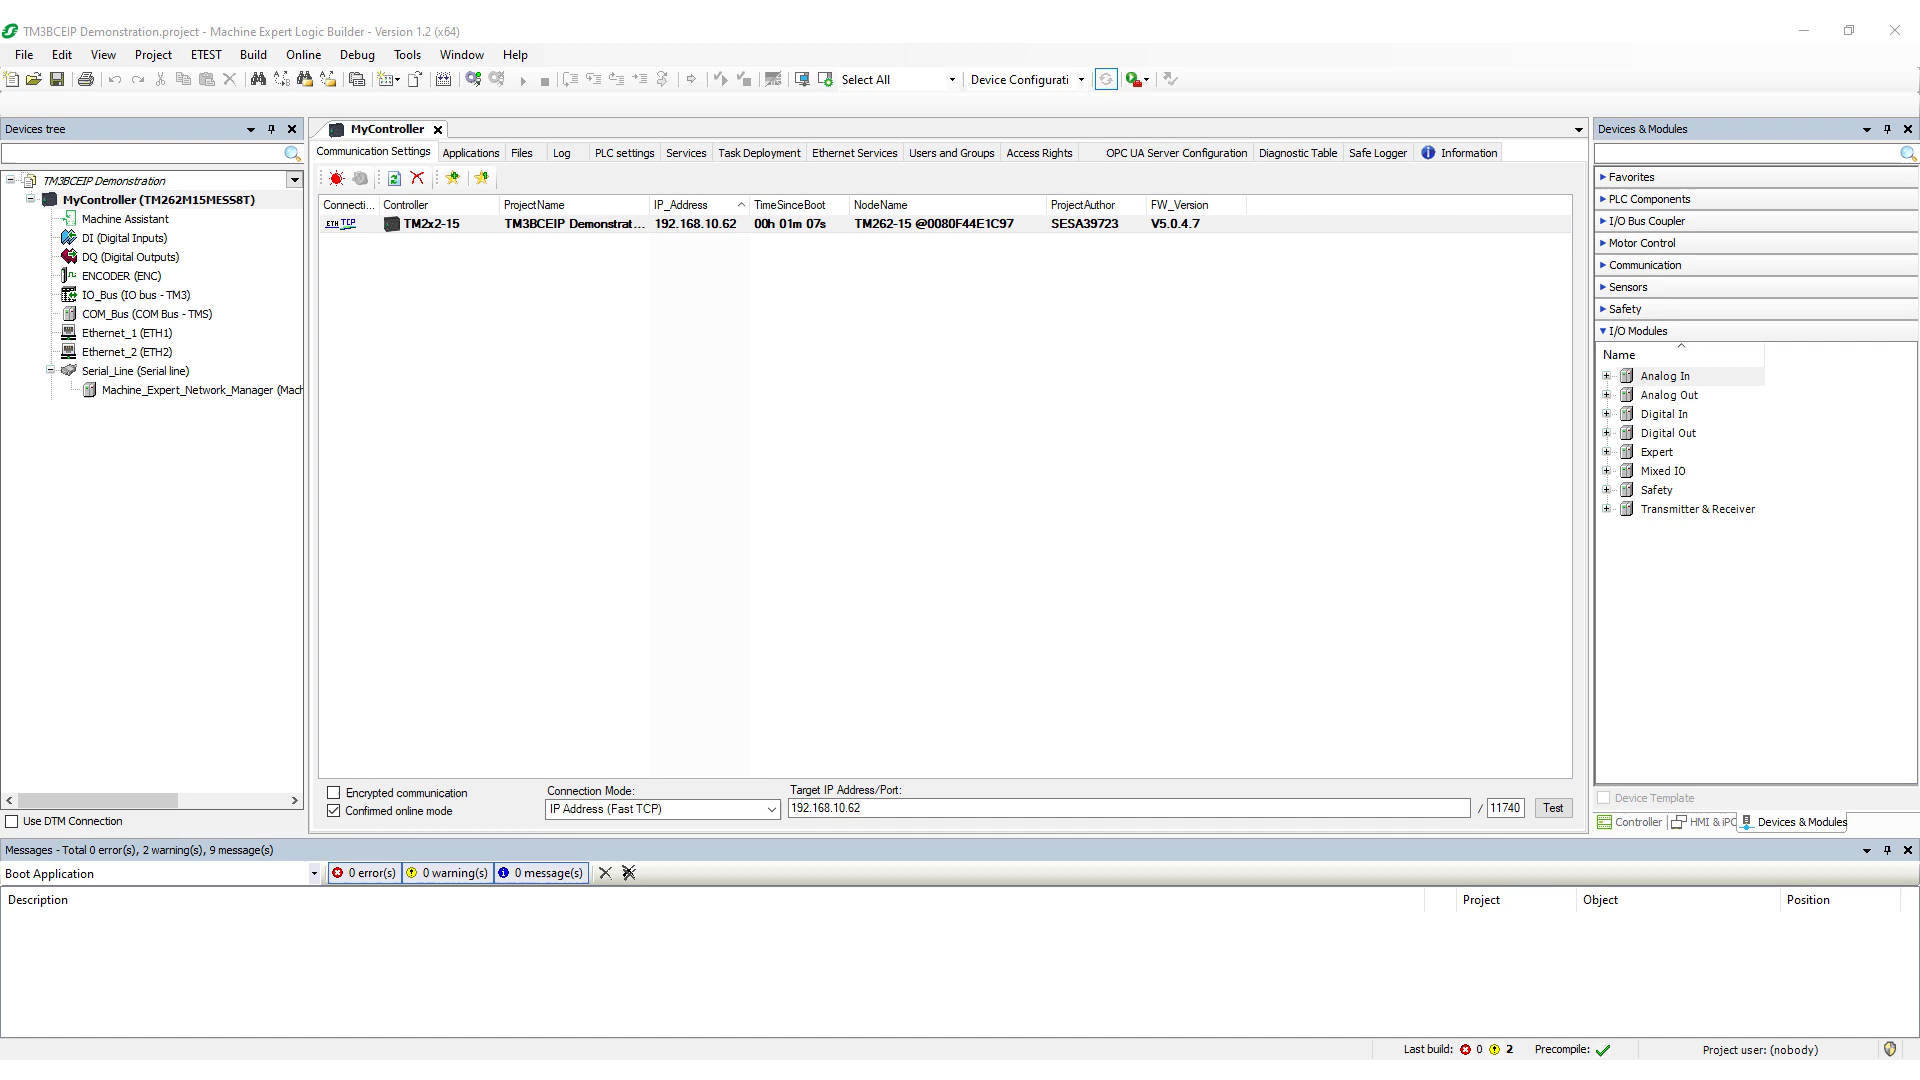 TM3BCEIP Demonstration.project - Machine Expert Logic Builder - Version 1.2 (x64)
File Edit View Project ETEST Build Online Debug Tools Window Help
Select All
Device Configurati
Devices tree
TM3BCEIP Demonstration
MyController (TM262M15MESS8T)
Machine Assistant
DI (Digital Inputs)
DQ (Digital Outputs)
ENCODER (ENC)
IO_Bus (IO bus - TM3)
COM_Bus (COM Bus - TMS)
Ethernet_1 (ETH1)
Ethernet_2 (ETH2)
Serial_Line (Serial line)
Machine_Expert_Network_Manager (Mach
Use DTM Connection
MyController
Communication Settings Applications Files Log PLC settings Services Task Deployment Ethernet Services Users and Groups Access Rights OPC UA Server Configuration Diagnostic Table Safe Logger Information
Connecti... Controller ProjectName IP_Address TimeSinceBoot NodeName ProjectAuthor FW_Version
ETH TCP TM2x2-15 TM3BCEIP Demonstrat... 192.168.10.62 00h 01m 07s TM262-15 @0080F44E1C97 SESA39723 V5.0.4.7
Encrypted communication
Confirmed online mode
Connection Mode:
IP Address (Fast TCP)
Target IP Address/Port:
192.168.10.62 / 11740 Test
Devices & Modules
Favorites
PLC Components
I/O Bus Coupler
Motor Control
Communication
Sensors
Safety
I/O Modules
Name
Analog In
Analog Out
Digital In
Digital Out
Expert
Mixed IO
Safety
Transmitter & Receiver
Device Template
Controller HMI & iPC Devices & Modules
Messages - Total 0 error(s), 2 warning(s), 9 message(s)
Boot Application 0 error(s) 0 warning(s) 0 message(s)
Description Project Object Position
Last build: 0 2 Precompile: Project user: (nobody)